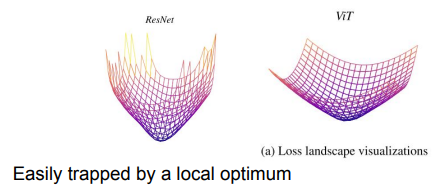 ResNet
ViT
(a) Loss landscape visualizations
Easily trapped by a local optimum